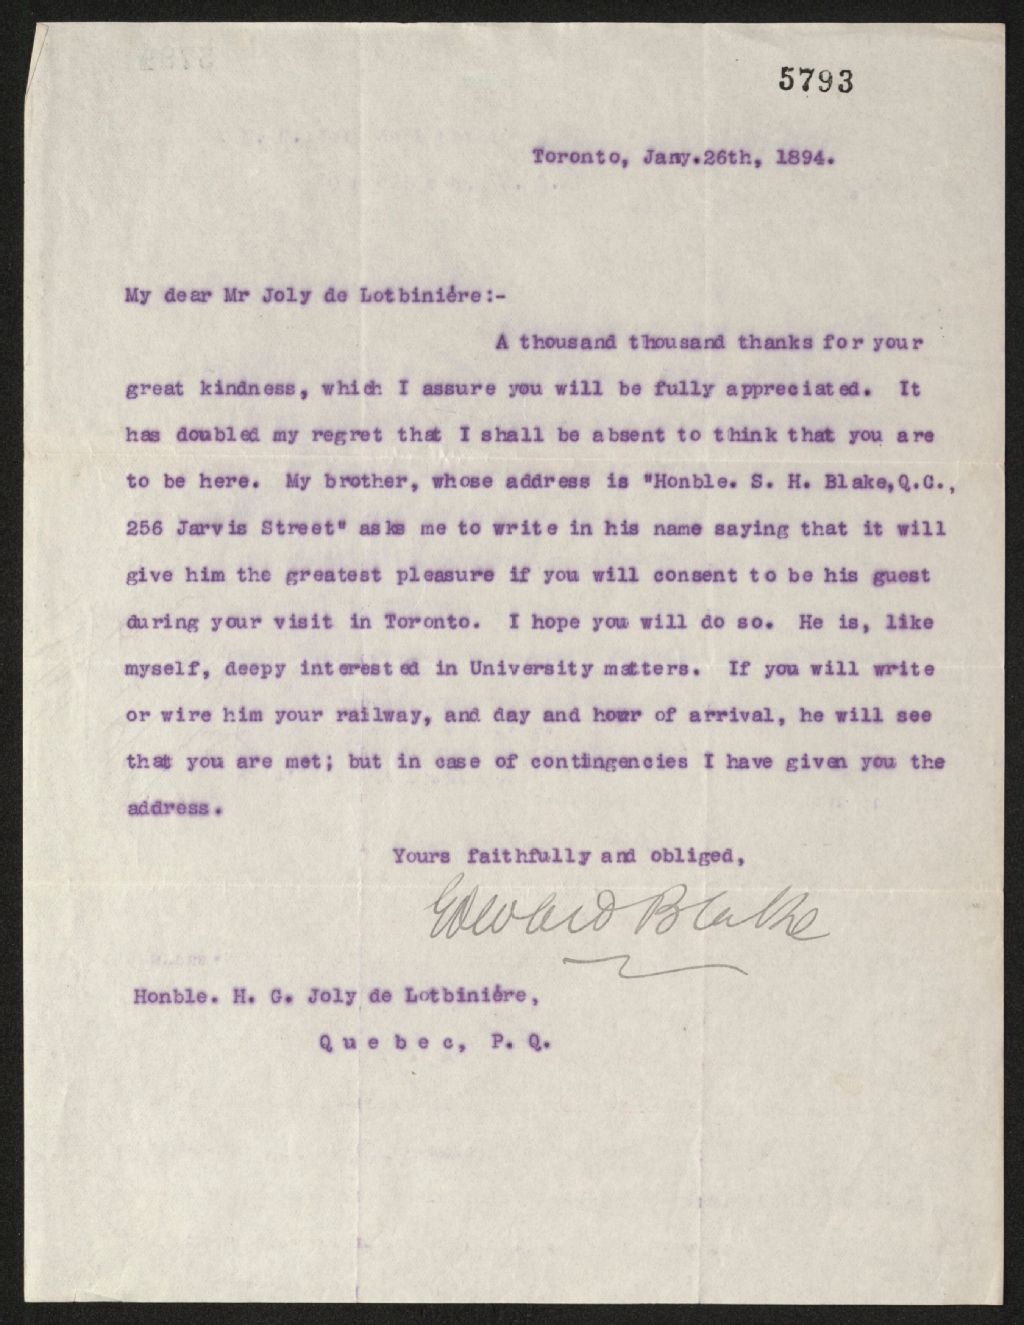 5793
Toronto, Jany.26th, 1894.
My dear Mr Joly de Lotbiniére:-
A thousand thousand thanks for your
great kindness, which I assure you will be fully appreciated. It
has doubled my regret that I shall be absent to think that you are
to be here. My brother, whose address is "Honble. S. H. Blake,Q.C.,
256 Jarvis Street" asks me to write in his name saying that it will
give him the greatest pleasure if you will consent to be his guest
during your visit in Toronto. I hope you will do so. He is, like
myself, deepy interested in University matters. If you will write
or wire him your railway, and day and hour of arrival, he will see
that you are met; but in case of contingencies I have given you the
address.
Yours faithfully and obliged,
Edward Blake
Honble. H. G. Joly de Lotbiniére,
Q u e b e c, P. Q.